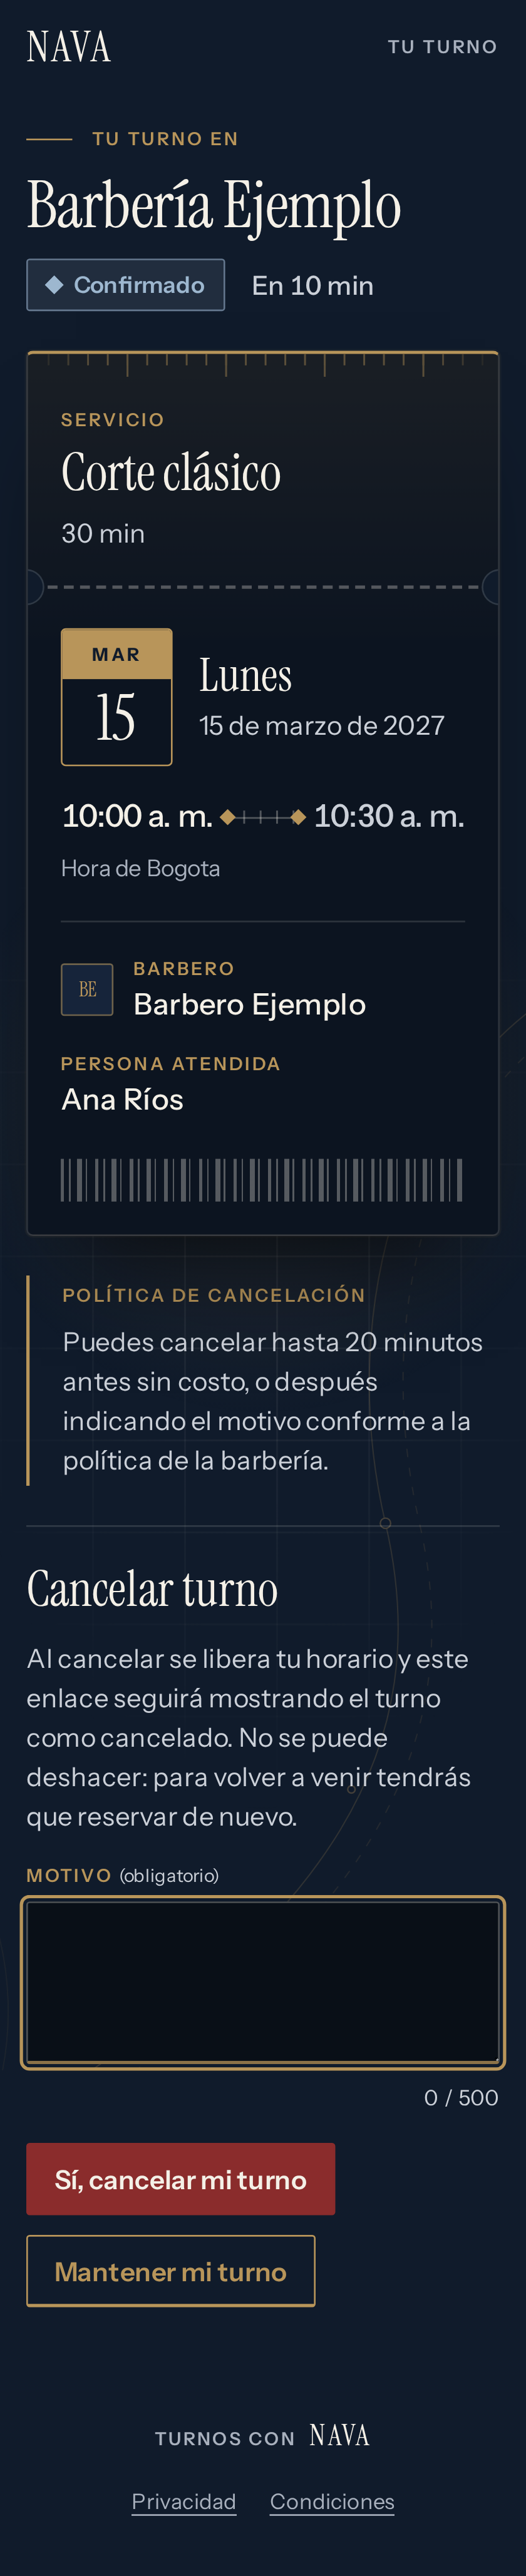 NAVA
TU TURNO
TU TURNO EN
Barbería Ejemplo
Confirmado
En 10 min
SERVICIO
Corte clásico
30 min
MAR
15
Lunes
15 de marzo de 2027
10:00 a. m.
10:30 a. m.
Hora de Bogota
BE
BARBERO
Barbero Ejemplo
PERSONA ATENDIDA
Ana Ríos
POLÍTICA DE CANCELACIÓN
Puedes cancelar hasta 20 minutos
antes sin costo, o después
indicando el motivo conforme a la
política de la barbería.
Cancelar turno
Al cancelar se libera tu horario y este
enlace seguirá mostrando el turno
como cancelado. No se puede
deshacer: para volver a venir tendrás
que reservar de nuevo.
MOTIVO (obligatorio)
0 / 500
Sí, cancelar mi turno
Mantener mi turno
TURNOS CON NAVA
Privacidad
Condiciones